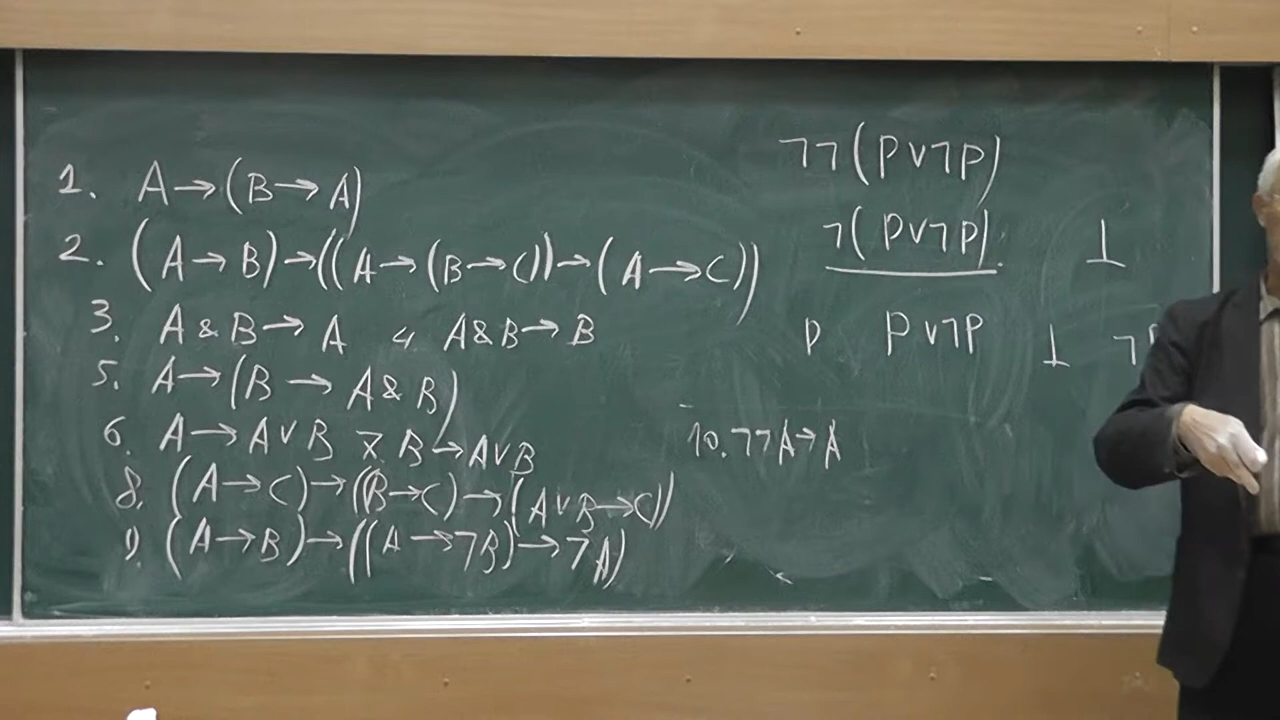 1. A→(B→A)
2. (A→B)→((A→(B→C))→(A→C))
3. A&B→A 4 A&B→B
5. A→(B→A&B)
6. A→A∨B 7. B→A∨B
8. (A→C)→((B→C)→(A∨B→C))
9. (A→B)→((A→¬B)→¬A)
¬¬(P∨¬P)
¬(P∨¬P). ⊥
P P∨¬P ⊥ ¬P
10. ¬¬A→A